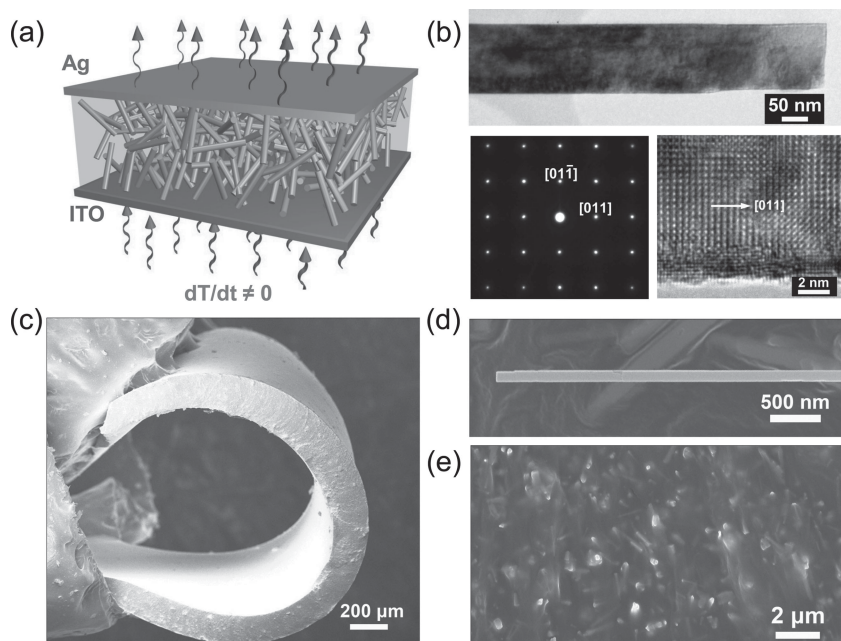 (a)
Ag
ITO
dT/dt ≠ 0
(b)
50 nm
[011̄]
[011]
[011]
2 nm
(c)
200 µm
(d)
500 nm
(e)
2 µm